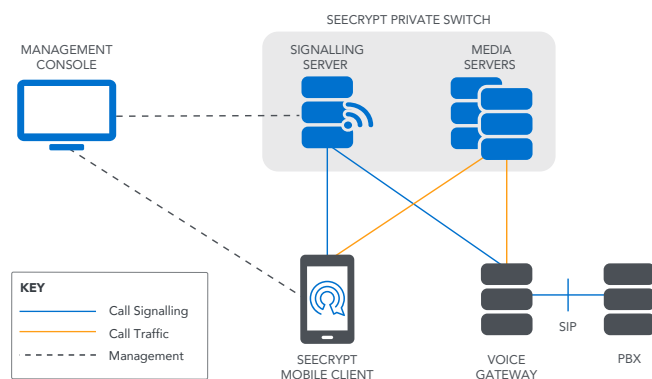 SEECRYPT PRIVATE SWITCH
MANAGEMENT
CONSOLE
SIGNALLING
SERVER
MEDIA
SERVERS
KEY
Call Signalling
Call Traffic
Management
SEECRYPT
MOBILE CLIENT
VOICE
GATEWAY
SIP
PBX